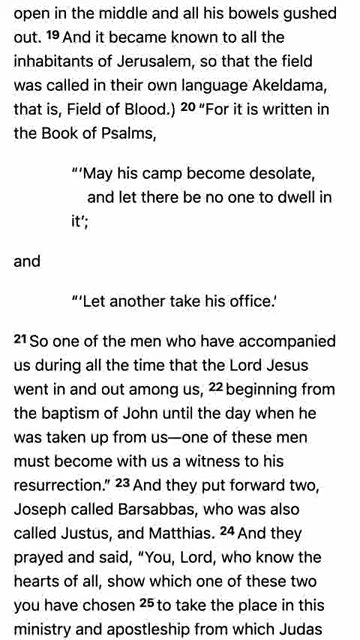 open in the middle and all his bowels gushed
out. 19 And it became known to all the
inhabitants of Jerusalem, so that the field
was called in their own language Akeldama,
that is, Field of Blood.) 20 “For it is written in
the Book of Psalms,
“‘May his camp become desolate,
and let there be no one to dwell in
it’;
and
“‘Let another take his office.’
21 So one of the men who have accompanied
us during all the time that the Lord Jesus
went in and out among us, 22 beginning from
the baptism of John until the day when he
was taken up from us—one of these men
must become with us a witness to his
resurrection.” 23 And they put forward two,
Joseph called Barsabbas, who was also
called Justus, and Matthias. 24 And they
prayed and said, “You, Lord, who know the
hearts of all, show which one of these two
you have chosen 25 to take the place in this
ministry and apostleship from which Judas